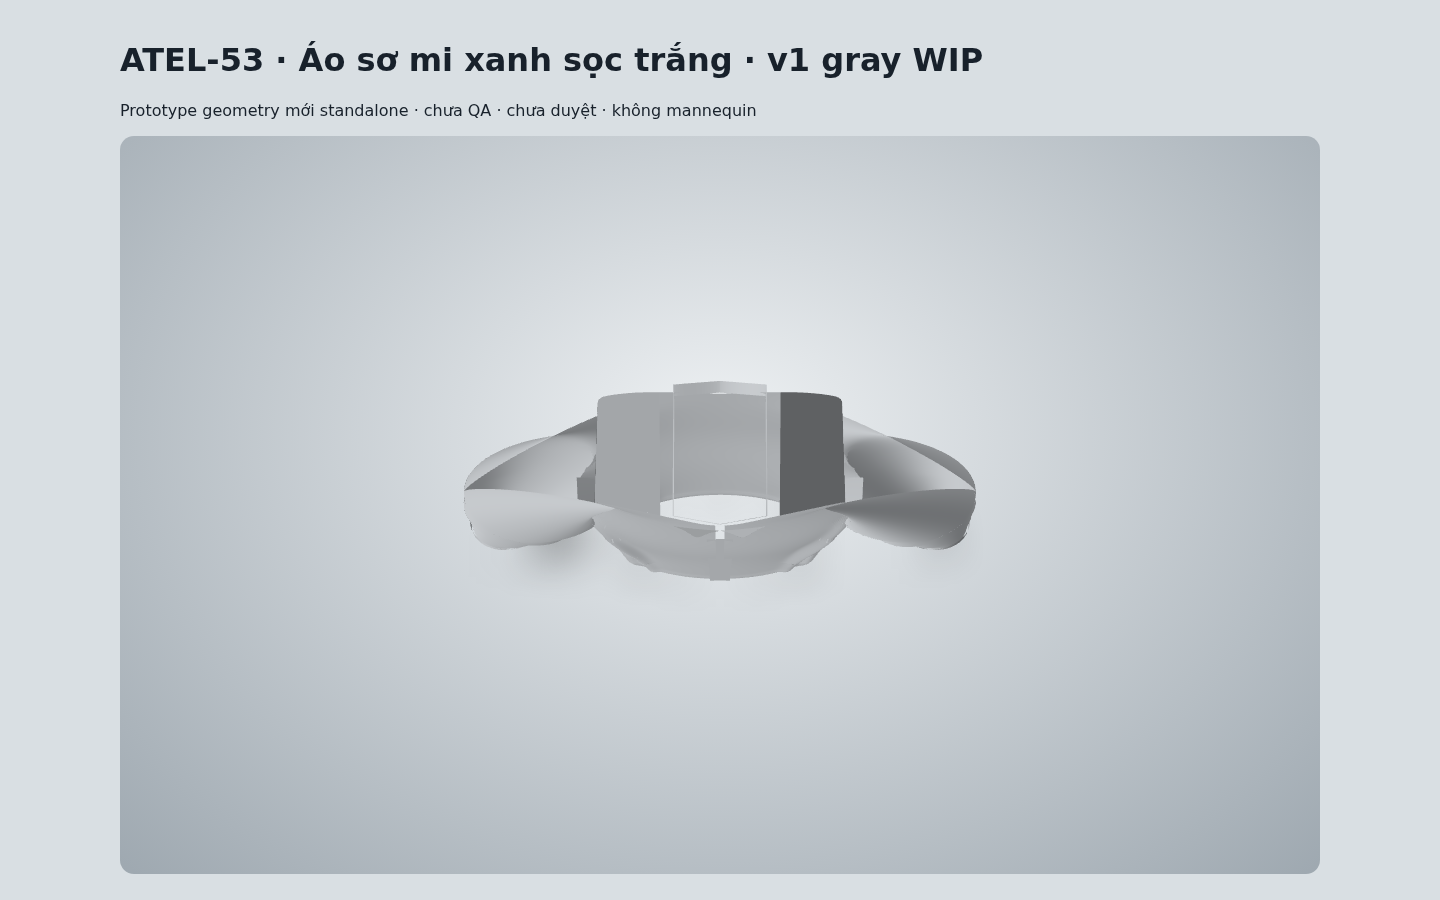 ATEL-53 · Áo sơ mi xanh sọc trắng · v1 gray WIP
Prototype geometry mới standalone · chưa QA · chưa duyệt · không mannequin